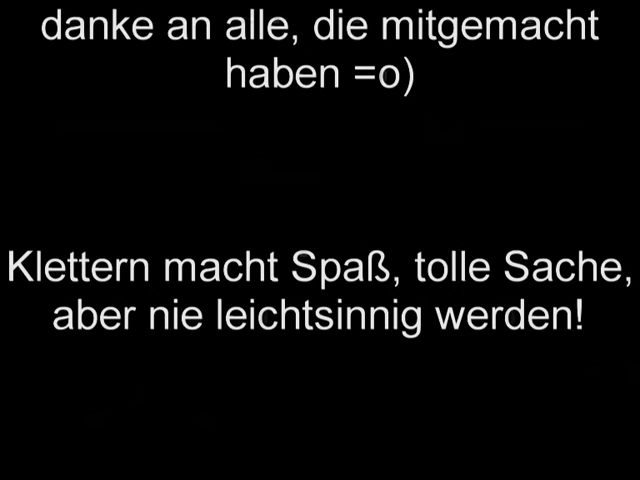 danke an alle, die mitgemacht
haben =o)
Klettern macht Spaß, tolle Sache,
aber nie leichtsinnig werden!